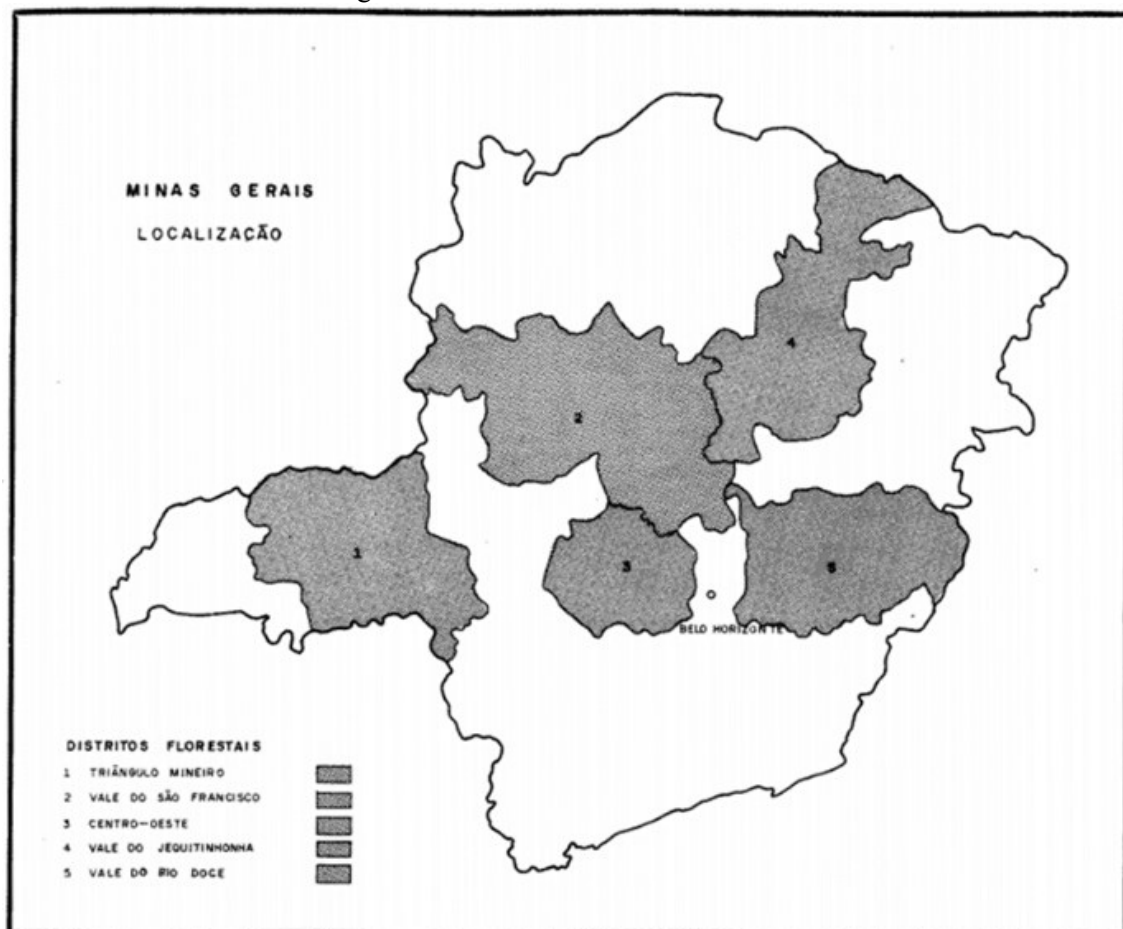 MINAS GERAIS
LOCALIZAÇÃO
4
2
1
3
5
BELO HORIZONTE
DISTRITOS FLORESTAIS
1 TRIÂNGULO MINEIRO
2 VALE DO SÃO FRANCISCO
3 CENTRO-OESTE
4 VALE DO JEQUITINHONHA
5 VALE DO RIO DOCE